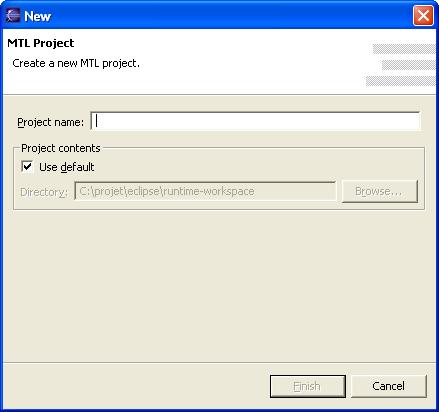 New
MTL Project
Create a new MTL project.
Project name:
Project contents
Use default
Directory: C:\projet\eclipse\runtime-workspace Browse...
Finish Cancel